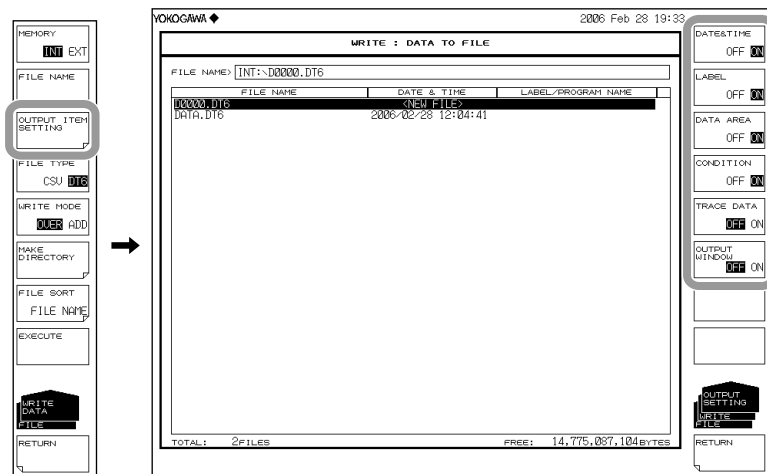 MEMORY
INT EXT
FILE NAME
OUTPUT ITEM
SETTING
FILE TYPE
CSV DT6
WRITE MODE
OVER ADD
MAKE
DIRECTORY
FILE SORT
FILE NAME
EXECUTE
WRITE
DATA
FILE
RETURN
YOKOGAWA ◆ 2006 Feb 28 19:33
WRITE : DATA TO FILE
FILE NAME> INT:\D0000.DT6
FILE NAME DATE & TIME LABEL/PROGRAM NAME
D0000.DT6 <NEW FILE>
DATA.DT6 2006/02/28 12:04:41
TOTAL: 2FILES FREE: 14,775,087,104BYTES
DATE&TIME
OFF ON
LABEL
OFF ON
DATA AREA
OFF ON
CONDITION
OFF ON
TRACE DATA
OFF ON
OUTPUT
WINDOW
OFF ON
OUTPUT
SETTING
WRITE
FILE
RETURN